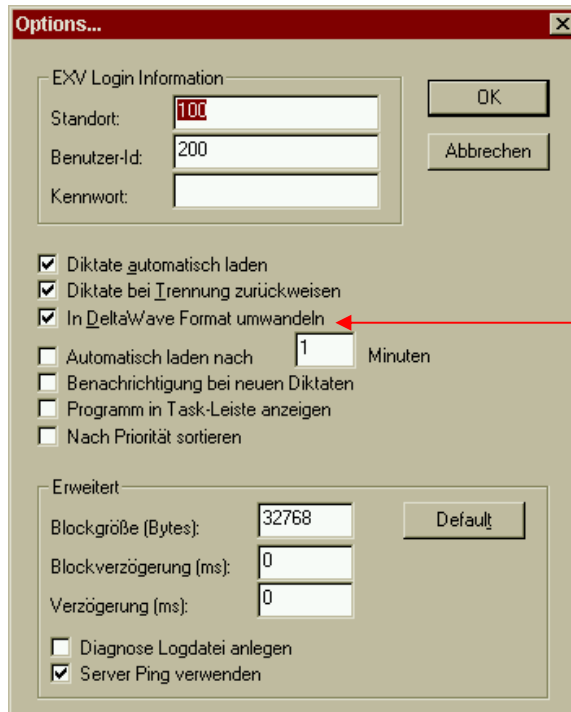 Options...
EXV Login Information
Standort: 100
Benutzer-Id: 200
Kennwort:
OK
Abbrechen
Diktate automatisch laden
Diktate bei Trennung zurückweisen
In DeltaWave Format umwandeln
Automatisch laden nach 1 Minuten
Benachrichtigung bei neuen Diktaten
Programm in Task-Leiste anzeigen
Nach Priorität sortieren
Erweitert
Blockgröße (Bytes): 32768 Default
Blockverzögerung (ms): 0
Verzögerung (ms): 0
Diagnose Logdatei anlegen
Server Ping verwenden